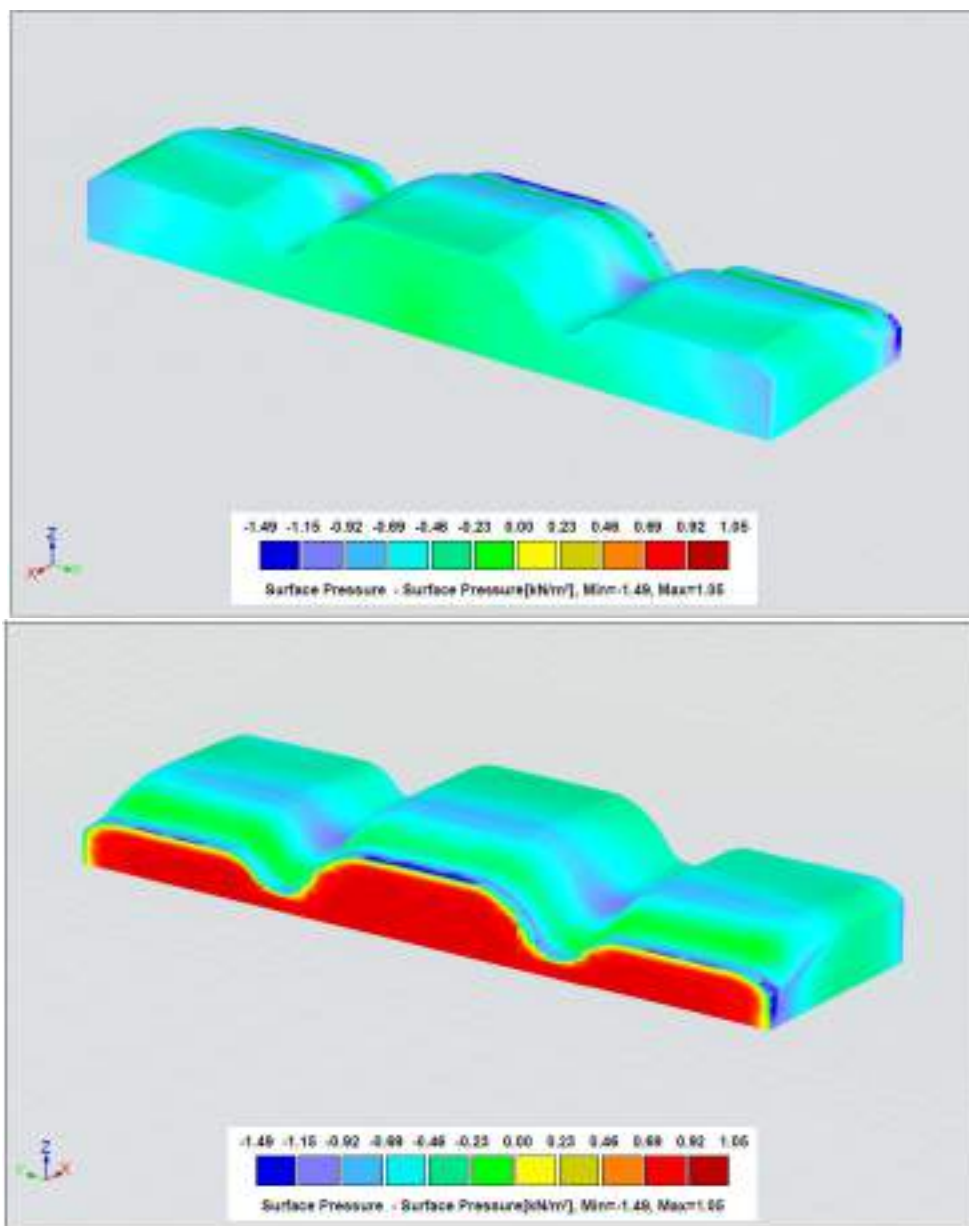 -1.49 -1.15 -0.92 -0.69 -0.46 -0.23 0.00 0.23 0.46 0.69 0.92 1.05
Surface Pressure - Surface Pressure[kN/m²], Min=-1.49, Max=1.05
Z
X
-1.49 -1.15 -0.92 -0.69 -0.46 -0.23 0.00 0.23 0.46 0.69 0.92 1.05
Surface Pressure - Surface Pressure[kN/m²], Min=-1.49, Max=1.05
Z
X